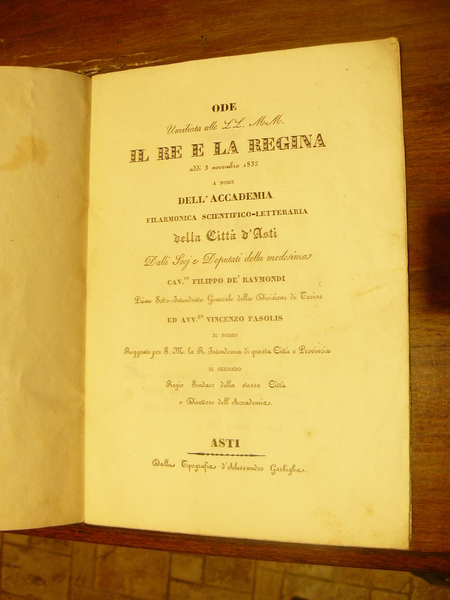 ODE
Umiliata alle LL. MM.
IL RE E LA REGINA
addì 3 novembre 1835
A NOME
DELL'ACCADEMIA
FILARMONICA SCIENTIFICO-LETTERARIA
della Città d'Asti
Dalli Socj e Deputati della medesima
CAV.re FILIPPO DE' RAYMONDI
Primo Sotto-Intendente Generale della Divisione di Torino
ED AVV.to VINCENZO FASOLIS
IL PRIMO
Reggente per S. M. la R. Intendenza di questa Città e Provincia
IL SECONDO
Regio Sindaco della stessa Città
e Direttore dell'Accademia.
ASTI
Dalla Tipografia d'Alessandro Garbiglia.